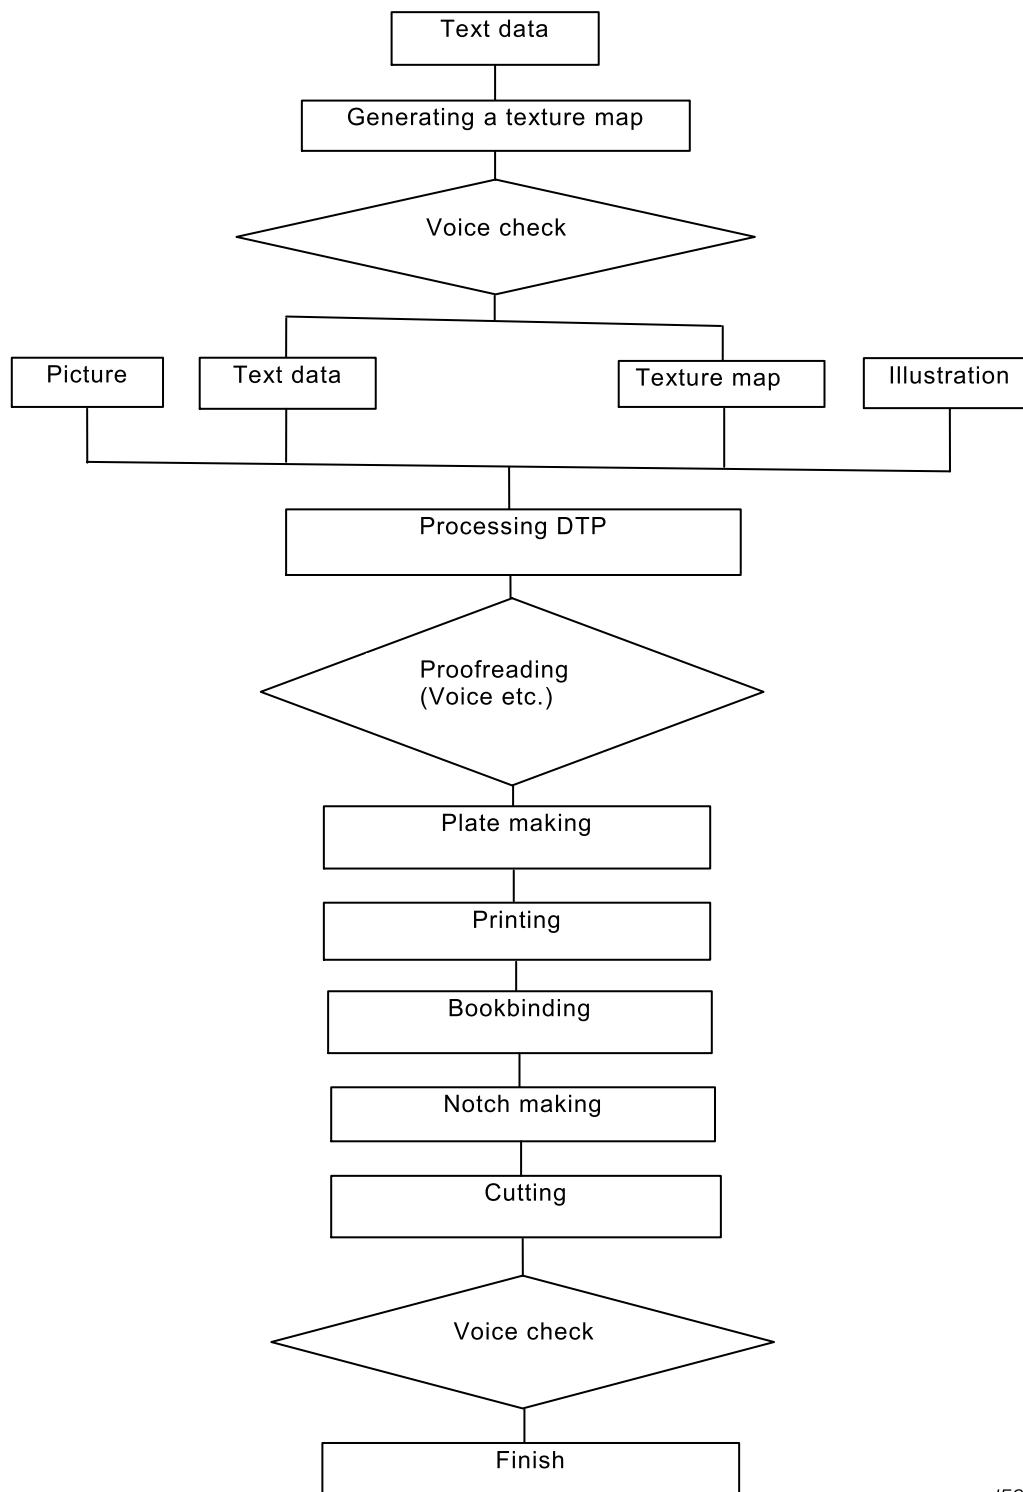 Text data
Generating a texture map
Voice check
Picture
Text data
Texture map
Illustration
Processing DTP
Proofreading
(Voice etc.)
Plate making
Printing
Bookbinding
Notch making
Cutting
Voice check
Finish